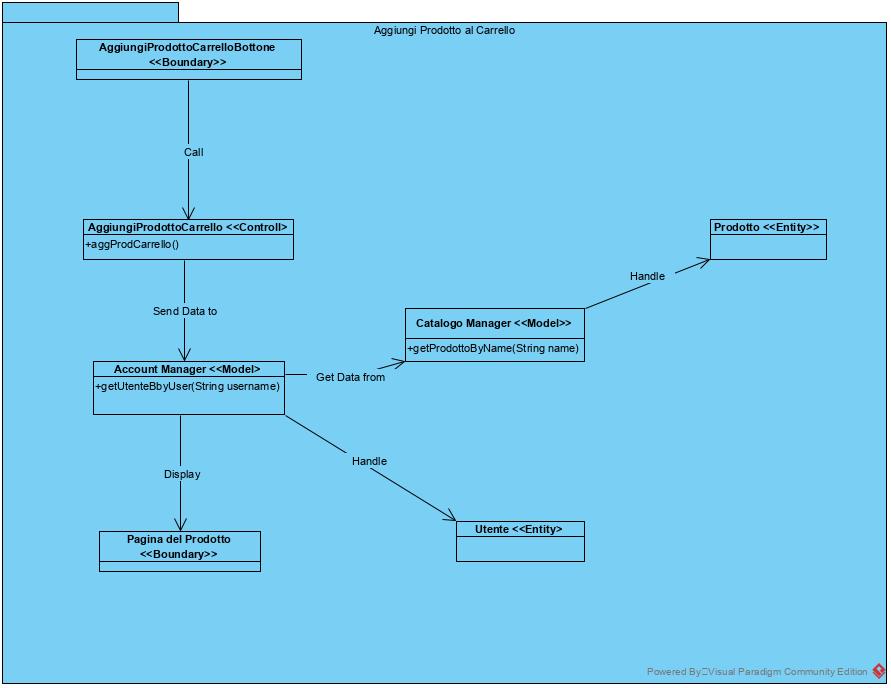 Aggiungi Prodotto al Carrello
AggiungiProdottoCarrelloBottone
<<Boundary>>
Call
AggiungiProdottoCarrello <<Controll>
+aggProdCarrello()
Prodotto <<Entity>>
Handle
Send Data to
Catalogo Manager <<Model>>
+getProdottoByName(String name)
Account Manager <<Model>
+getUtenteBbyUser(String username)
Get Data from
Handle
Display
Utente <<Entity>
Pagina del Prodotto
<<Boundary>>
Powered By Visual Paradigm Community Edition